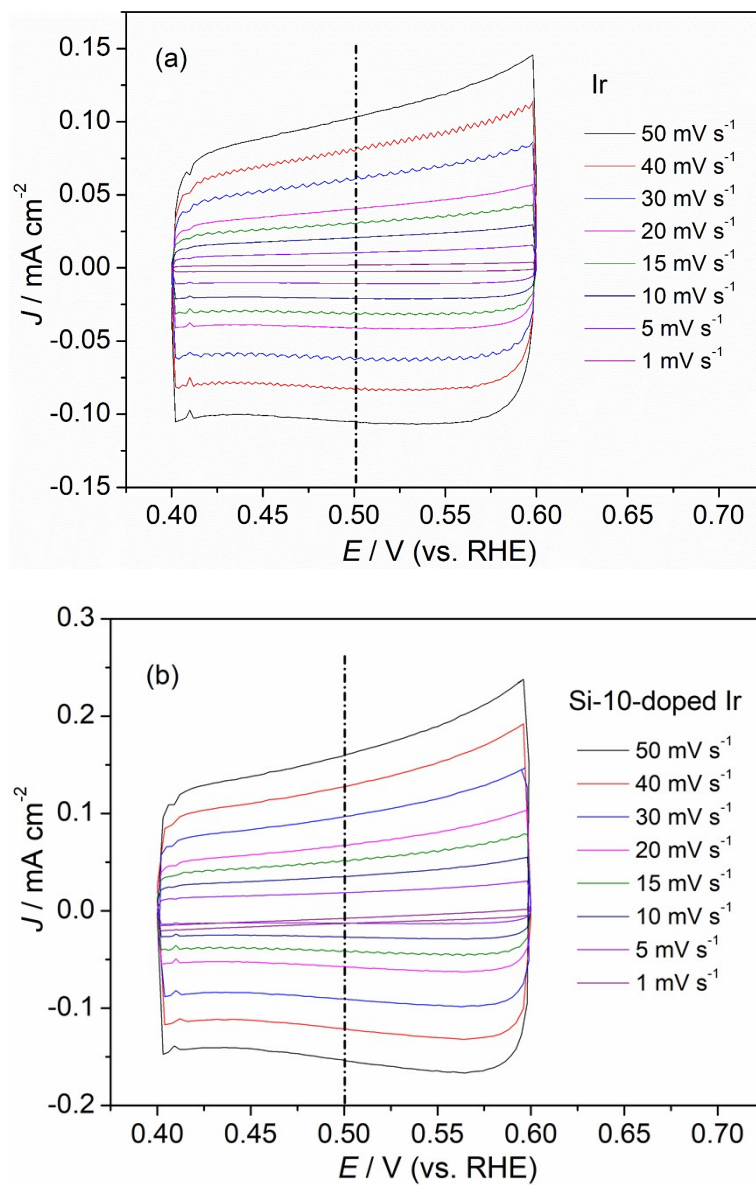 (a)
Ir
50 mV s⁻¹
40 mV s⁻¹
30 mV s⁻¹
20 mV s⁻¹
15 mV s⁻¹
10 mV s⁻¹
5 mV s⁻¹
1 mV s⁻¹
J / mA cm⁻²
0.15
0.10
0.05
0.00
-0.05
-0.10
-0.15
0.40 0.45 0.50 0.55 0.60 0.65 0.70
E / V (vs. RHE)
(b)
Si-10-doped Ir
50 mV s⁻¹
40 mV s⁻¹
30 mV s⁻¹
20 mV s⁻¹
15 mV s⁻¹
10 mV s⁻¹
5 mV s⁻¹
1 mV s⁻¹
J / mA cm⁻²
0.3
0.2
0.1
0.0
-0.1
-0.2
0.40 0.45 0.50 0.55 0.60 0.65 0.70
E / V (vs. RHE)